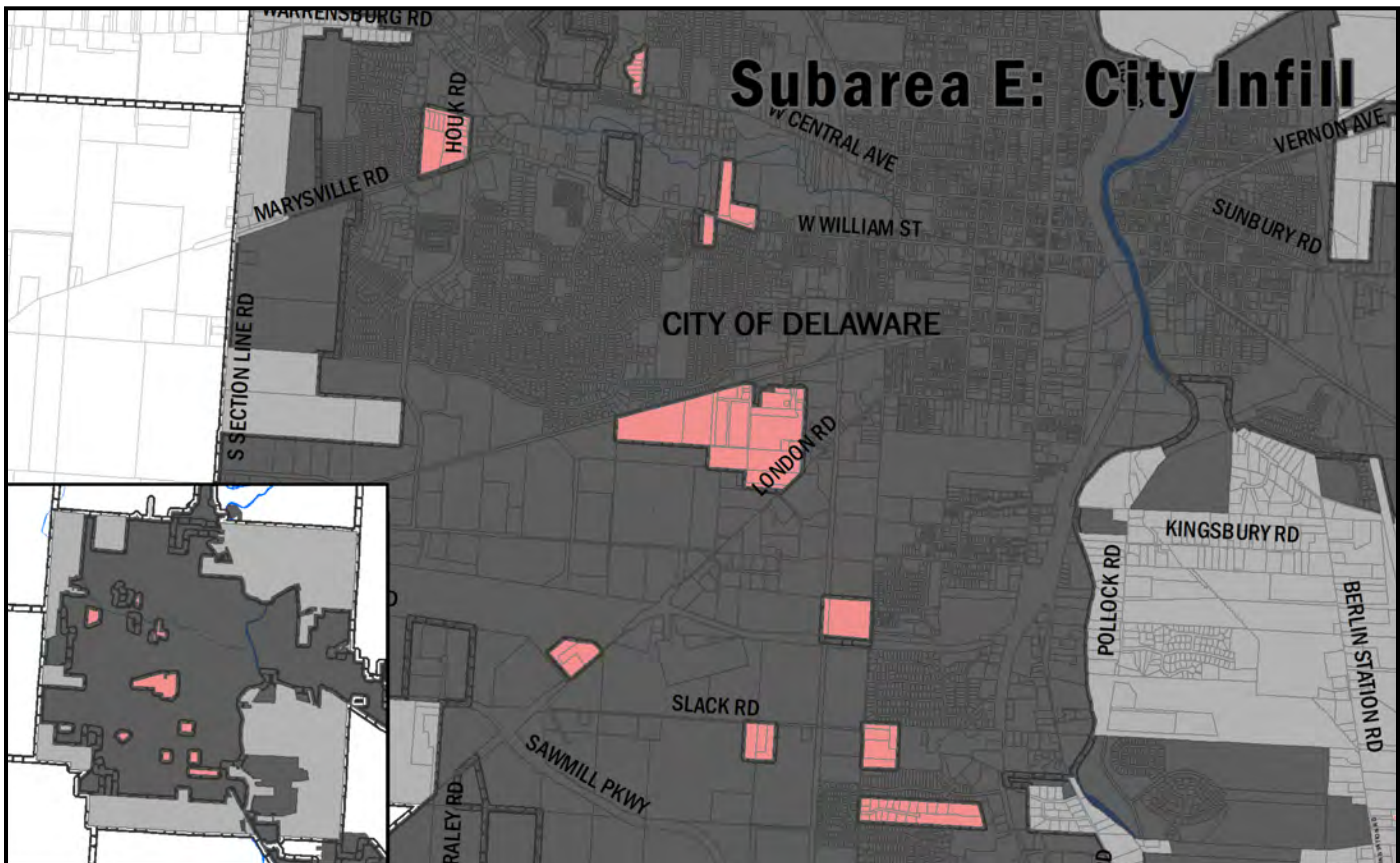 WARRENSBURG RD
Subarea E: City Infill
HOUK RD
W CENTRAL AVE
VERNON AVE
MARYSVILLE RD
SUNBURY RD
W WILLIAM ST
CITY OF DELAWARE
S SECTION LINE RD
LONDON RD
KINGSBURY RD
POLLOCK RD
BERLIN STATION RD
D
SLACK RD
SAWMILL PKWY
RALEY RD
D